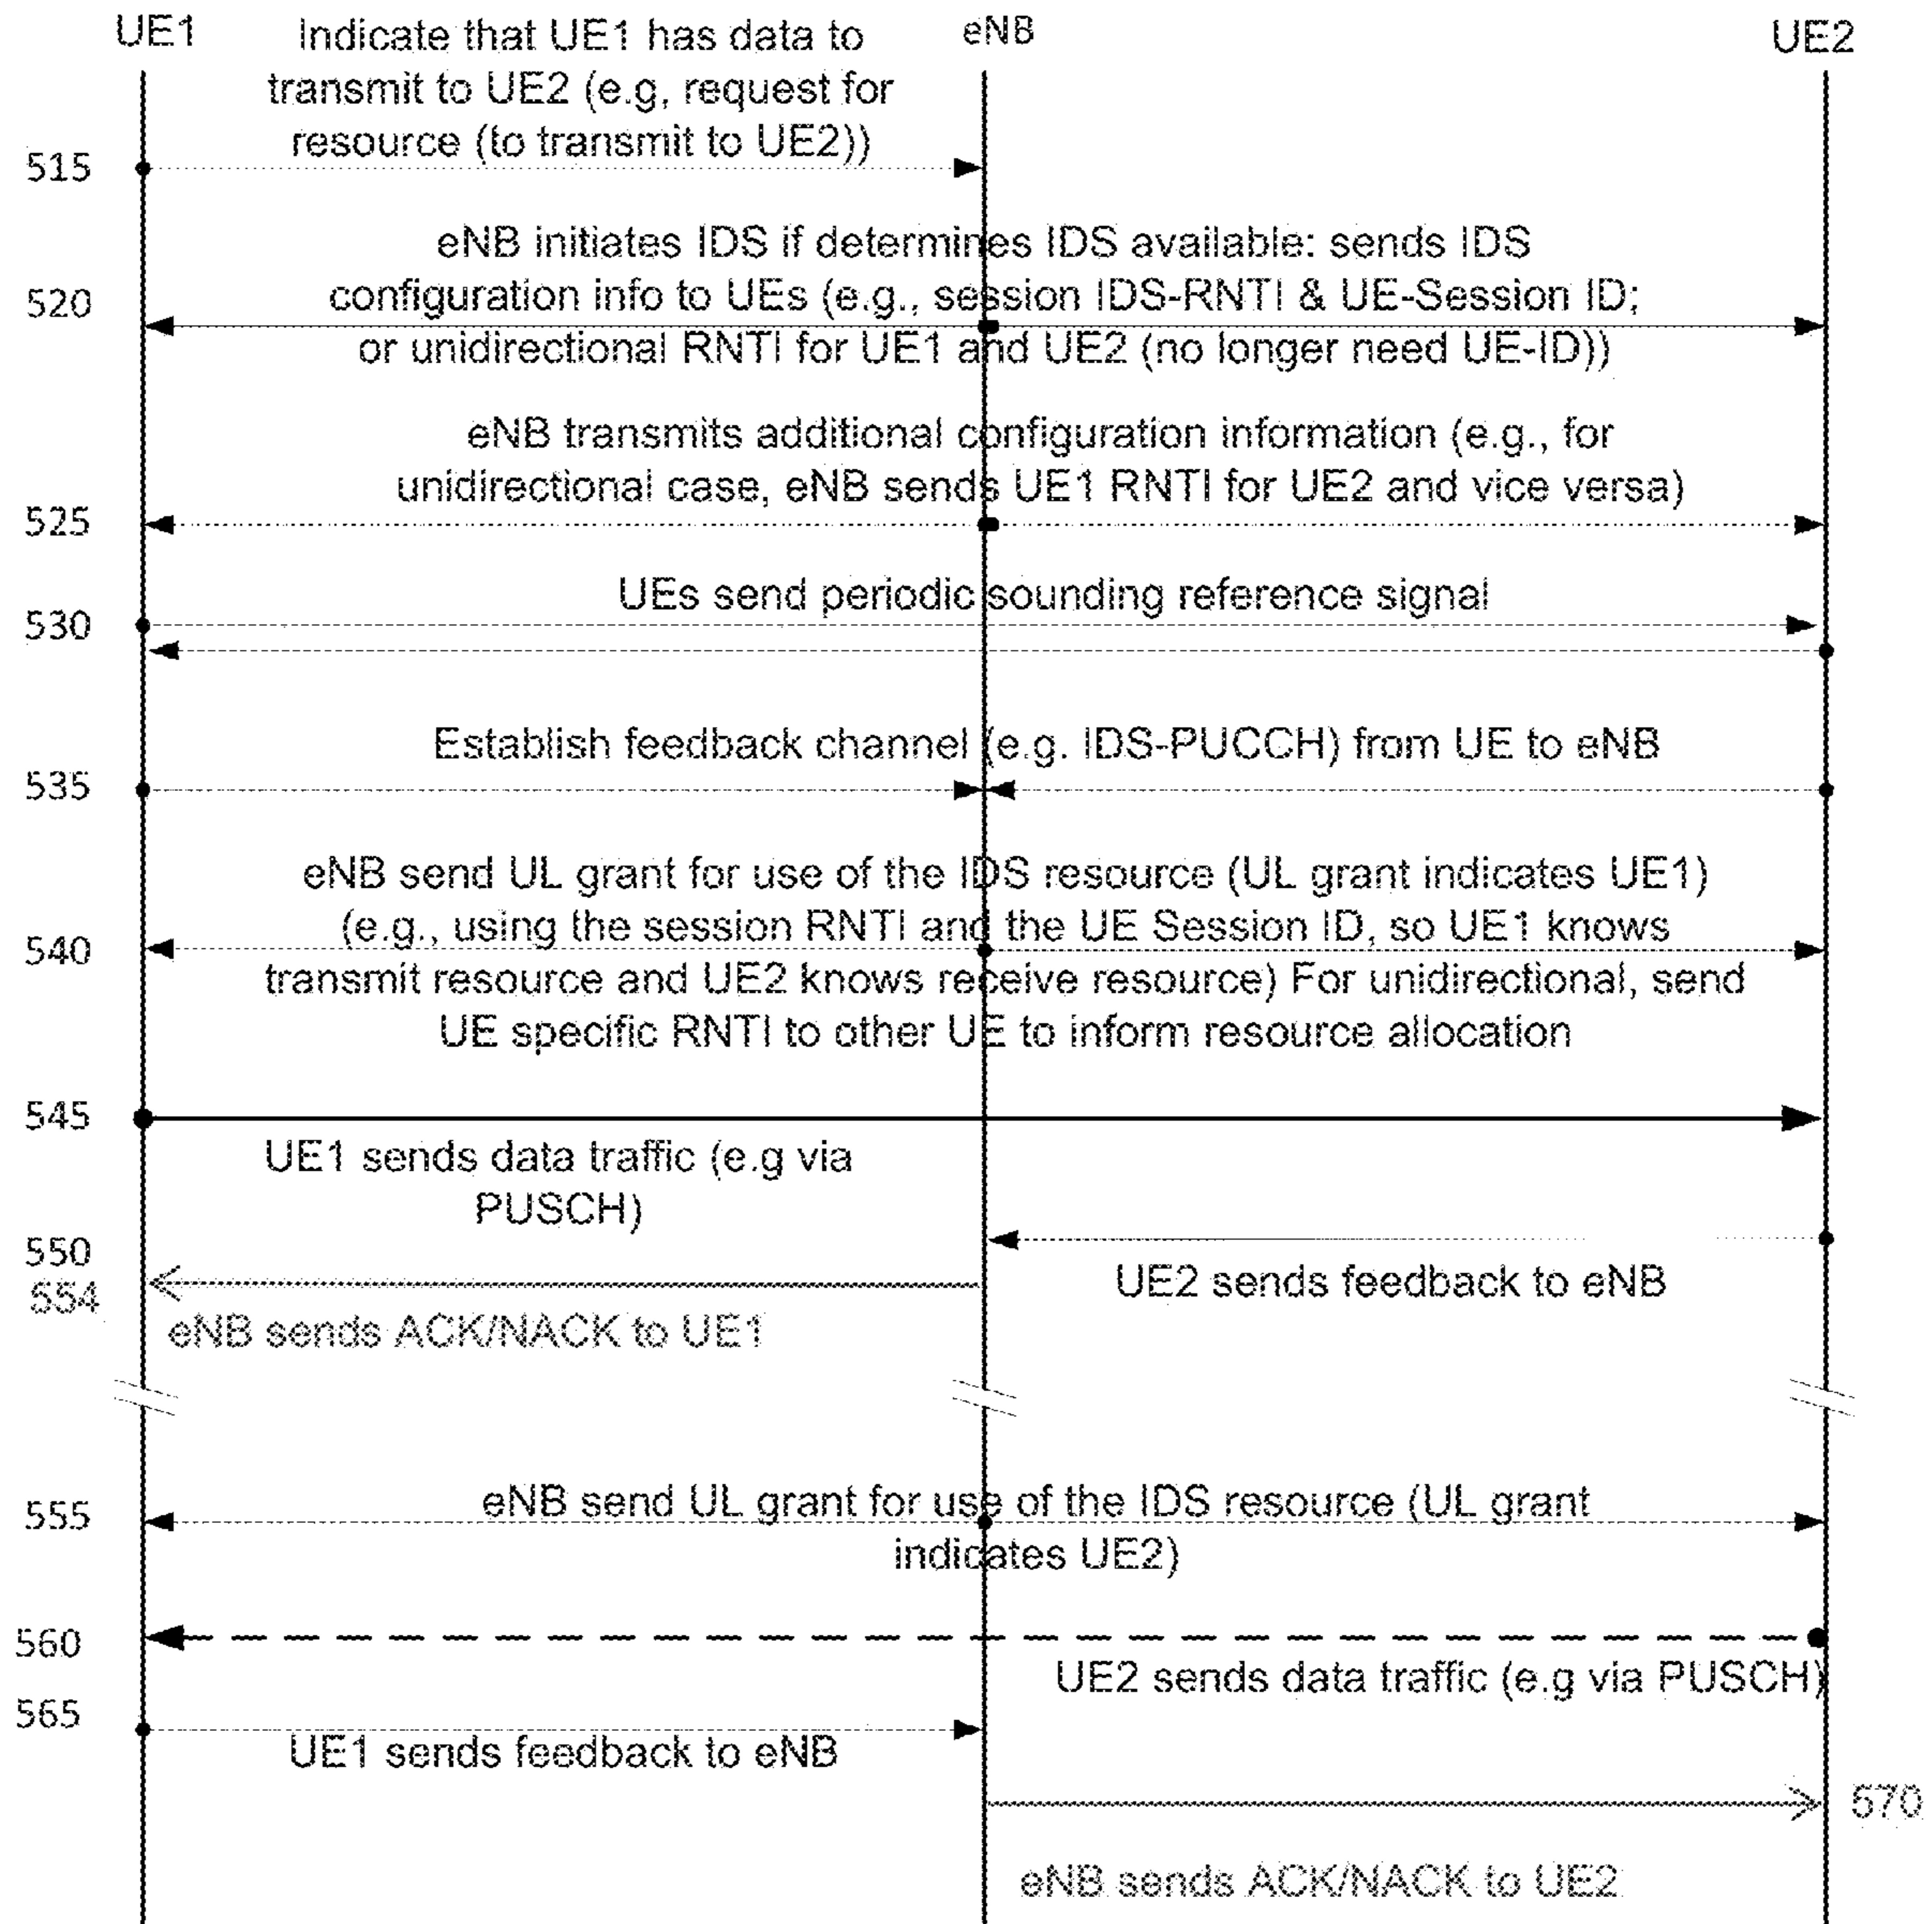 UE1
eNB
UE2
Indicate that UE1 has data to
transmit to UE2 (e.g, request for
resource (to transmit to UE2))
515
eNB initiates IDS if determines IDS available: sends IDS
configuration info to UEs (e.g., session IDS-RNTI & UE-Session ID;
or unidirectional RNTI for UE1 and UE2 (no longer need UE-ID))
520
eNB transmits additional configuration information (e.g., for
unidirectional case, eNB sends UE1 RNTI for UE2 and vice versa)
525
UEs send periodic sounding reference signal
530
Establish feedback channel (e.g. IDS-PUCCH) from UE to eNB
535
eNB send UL grant for use of the IDS resource (UL grant indicates UE1)
(e.g., using the session RNTI and the UE Session ID, so UE1 knows
540
transmit resource and UE2 knows receive resource) For unidirectional, send
UE specific RNTI to other UE to inform resource allocation
545
UE1 sends data traffic (e.g via
PUSCH)
550
UE2 sends feedback to eNB
554
eNB sends ACK/NACK to UE1
555
eNB send UL grant for use of the IDS resource (UL grant
indicates UE2)
560
UE2 sends data traffic (e.g via PUSCH)
565
UE1 sends feedback to eNB
570
eNB sends ACK/NACK to UE2